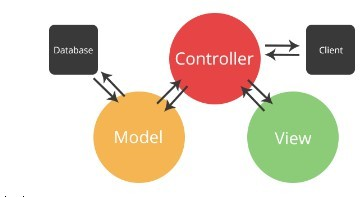 Database
Controller
Client
Model
View